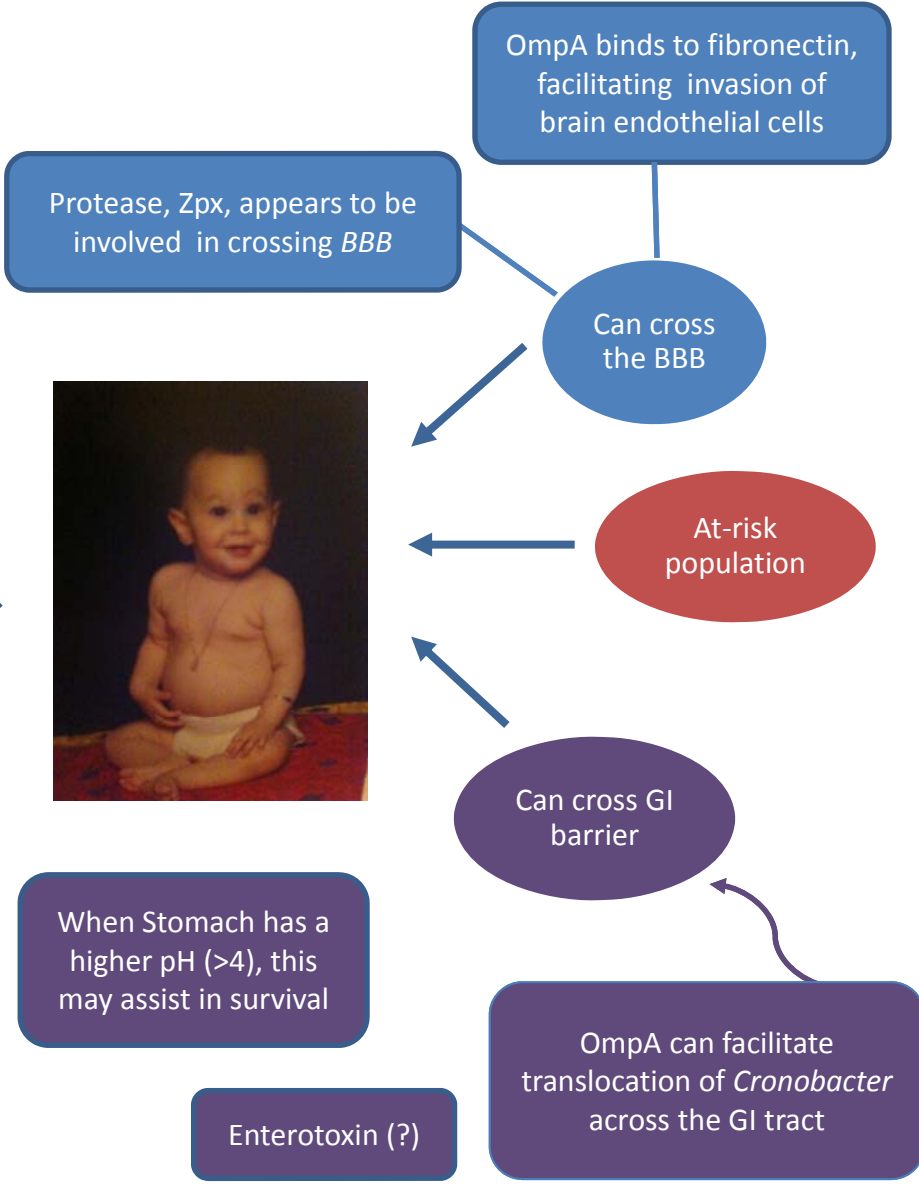 OmpA binds to fibronectin,
facilitating invasion of
brain endothelial cells
Protease, Zpx, appears to be
involved in crossing BBB
Can cross
the BBB
At-risk
population
Can cross GI
barrier
When Stomach has a
higher pH (>4), this
may assist in survival
OmpA can facilitate
translocation of Cronobacter
across the GI tract
Enterotoxin (?)